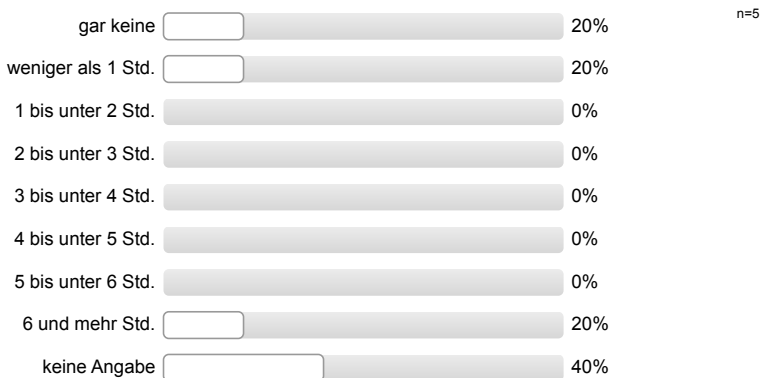 gar keine 20% n=5
weniger als 1 Std. 20%
1 bis unter 2 Std. 0%
2 bis unter 3 Std. 0%
3 bis unter 4 Std. 0%
4 bis unter 5 Std. 0%
5 bis unter 6 Std. 0%
6 und mehr Std. 20%
keine Angabe 40%